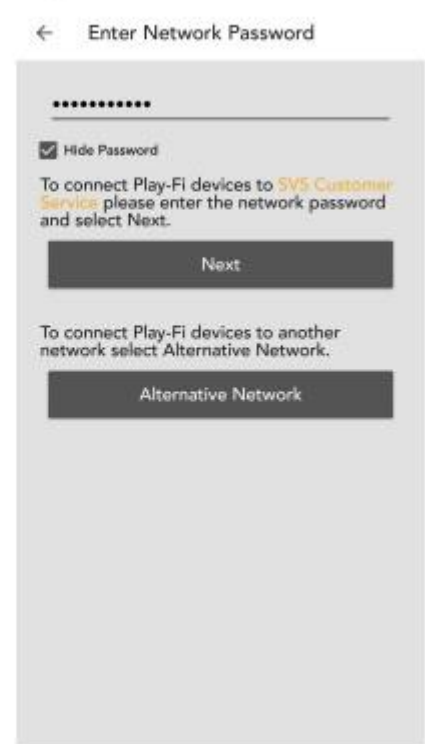 Enter Network Password
•••••••••••
Hide Password
To connect Play-Fi devices to SVS Customer
Service please enter the network password
and select Next.
Next
To connect Play-Fi devices to another
network select Alternative Network.
Alternative Network